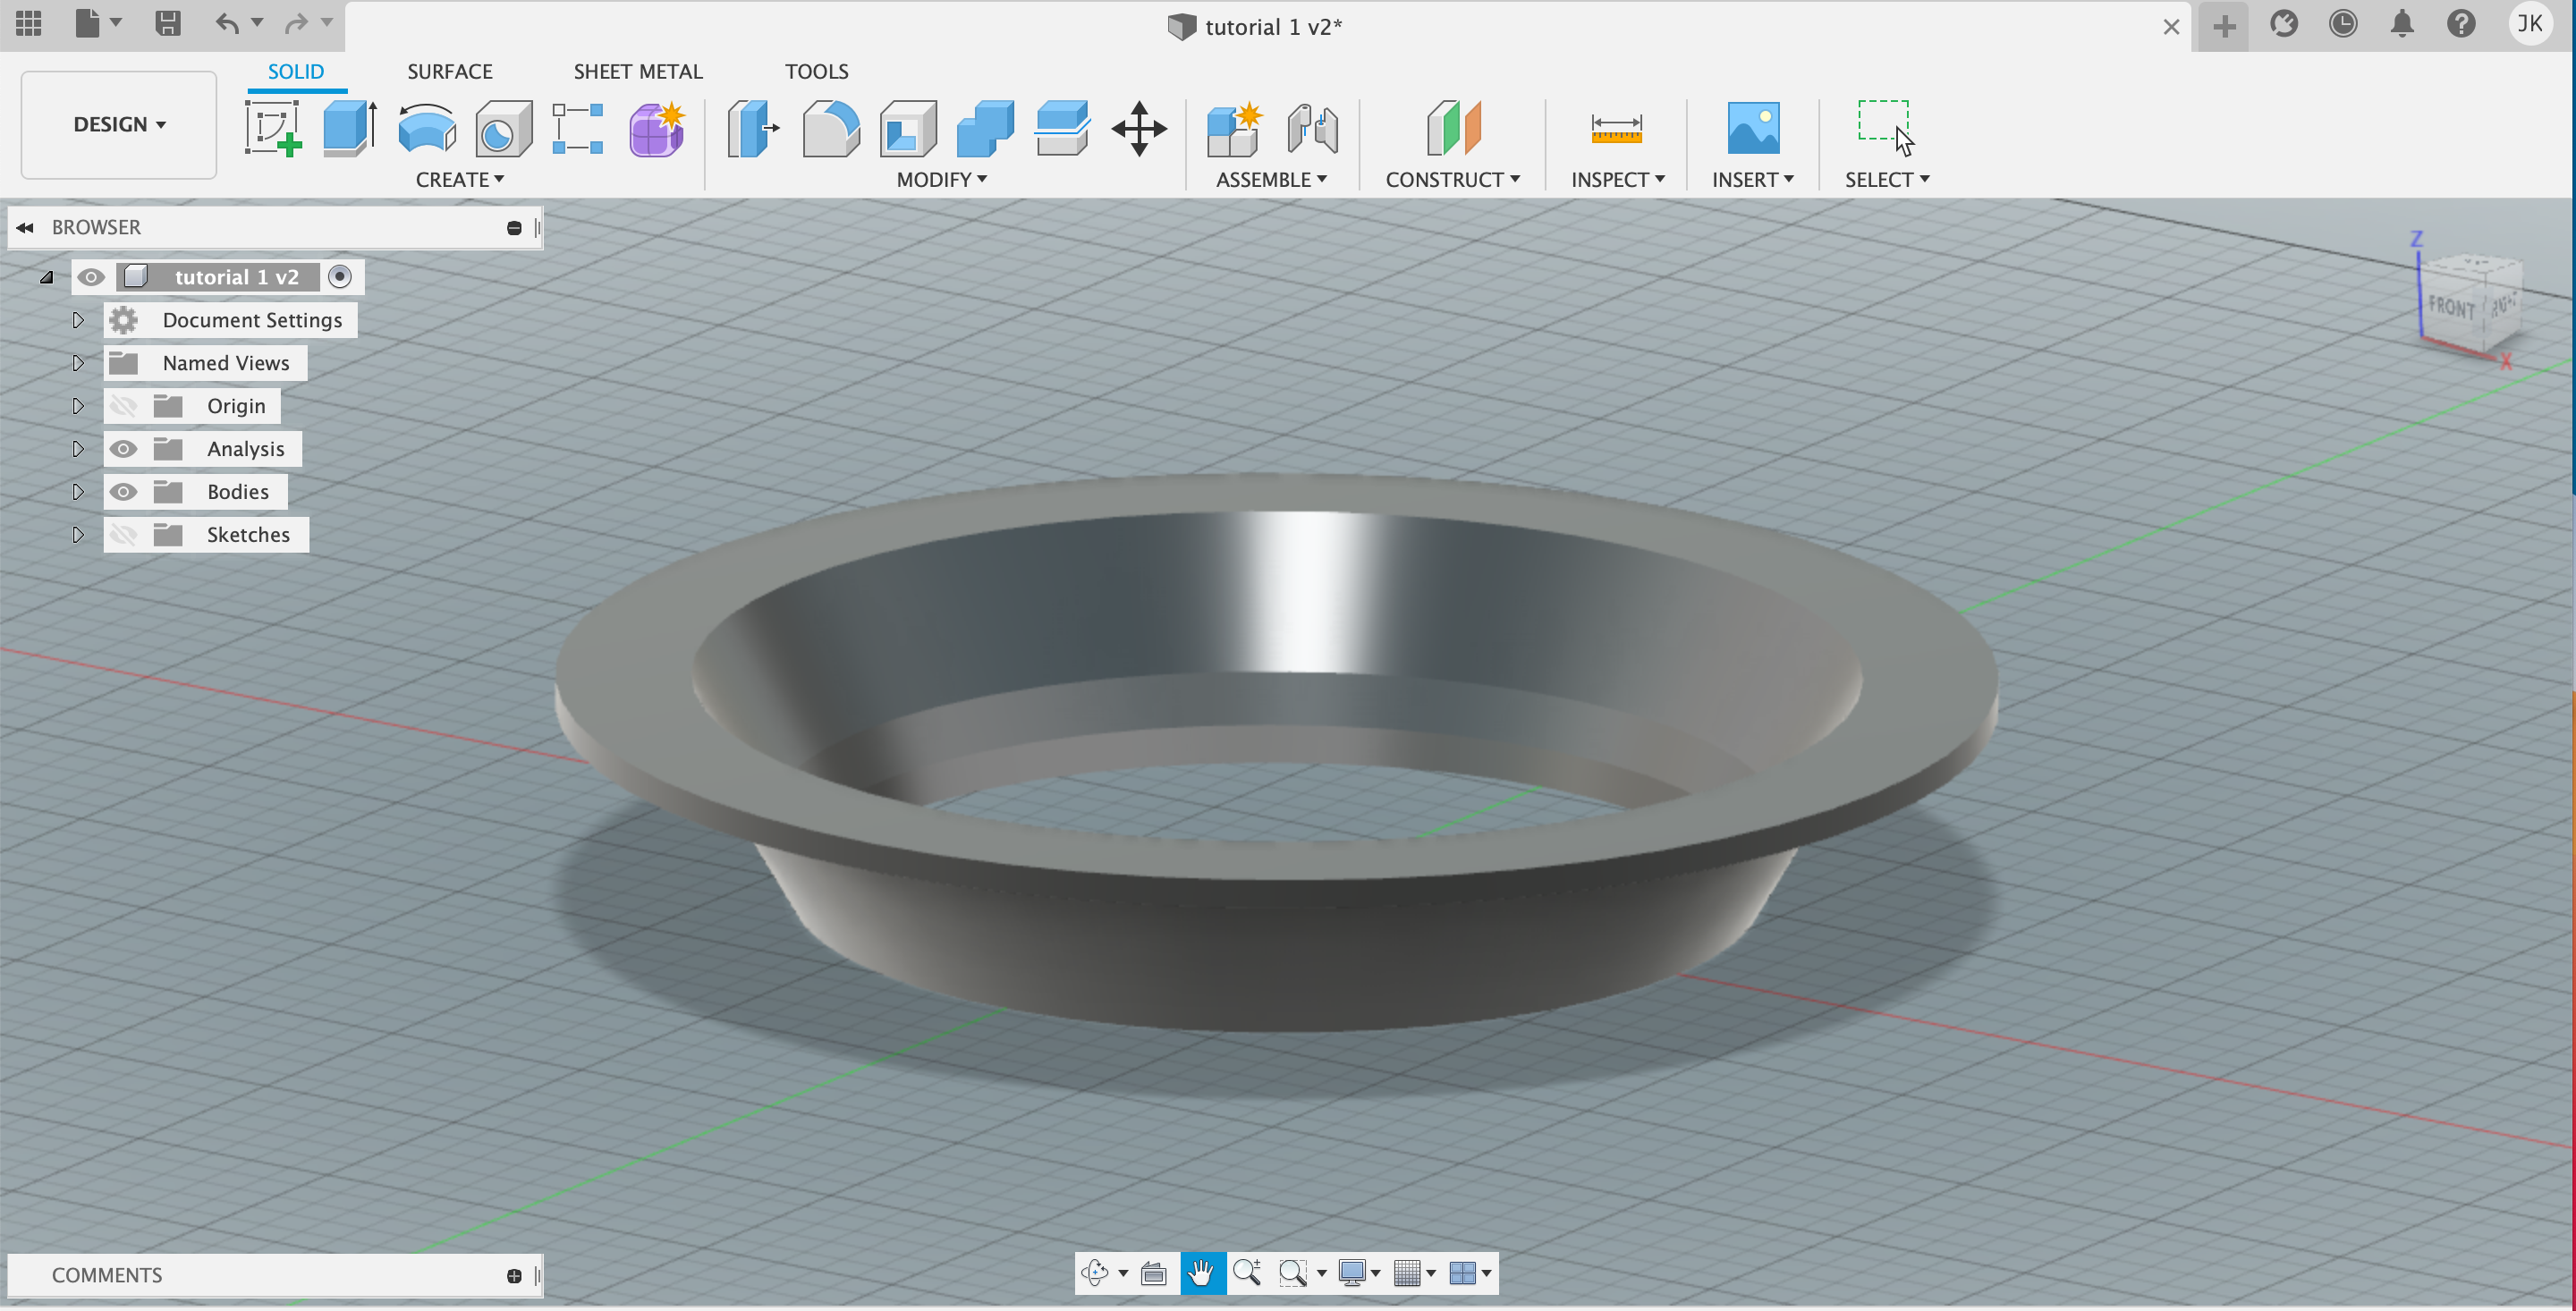 tutorial 1 v2*
JK
SOLID
SURFACE
SHEET METAL
TOOLS
DESIGN
CREATE
MODIFY
ASSEMBLE
CONSTRUCT
INSPECT
INSERT
SELECT
BROWSER
tutorial 1 v2
Document Settings
Named Views
Origin
Analysis
Bodies
Sketches
Z
FRONT
RIGHT
X
COMMENTS